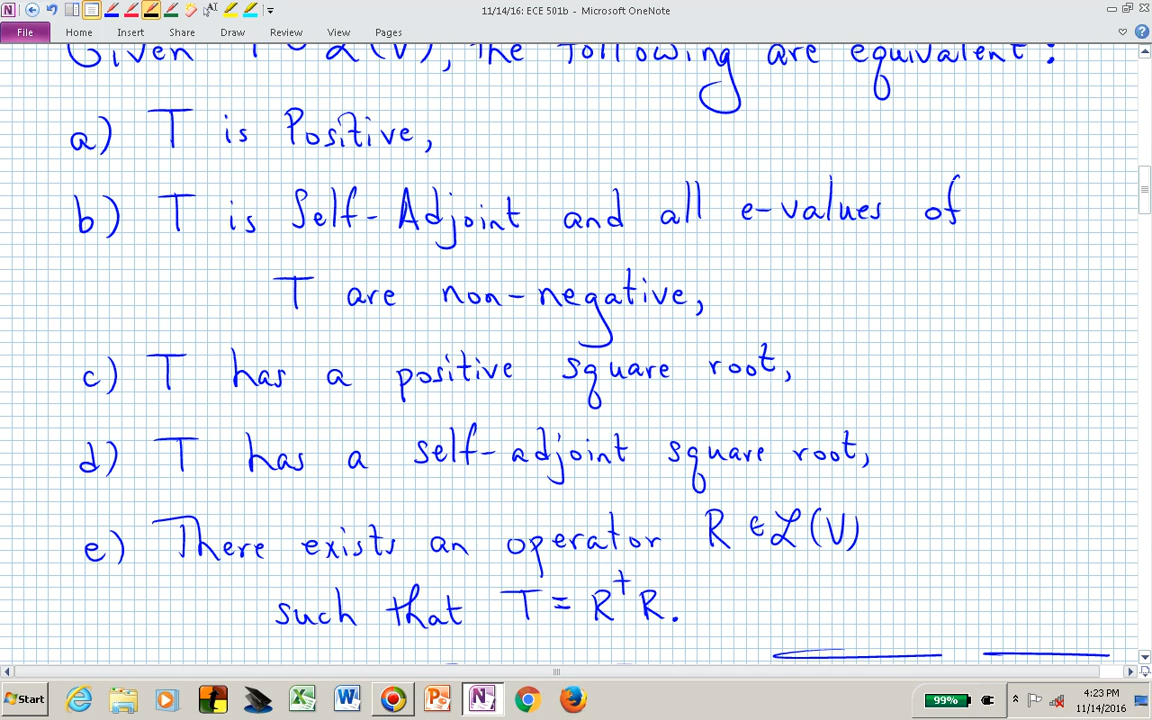 11/14/16: ECE 501b - Microsoft OneNote
File Home Insert Share Draw Review View Pages
Given T ∈ ℒ(V), the following are equivalent:
a) T is Positive,
b) T is Self-Adjoint and all e-values of
T are non-negative,
c) T has a positive square root,
d) T has a self-adjoint square root,
e) There exists an operator R ∈ ℒ(V)
such that T = R†R.
Start
99%
4:23 PM
11/14/2016